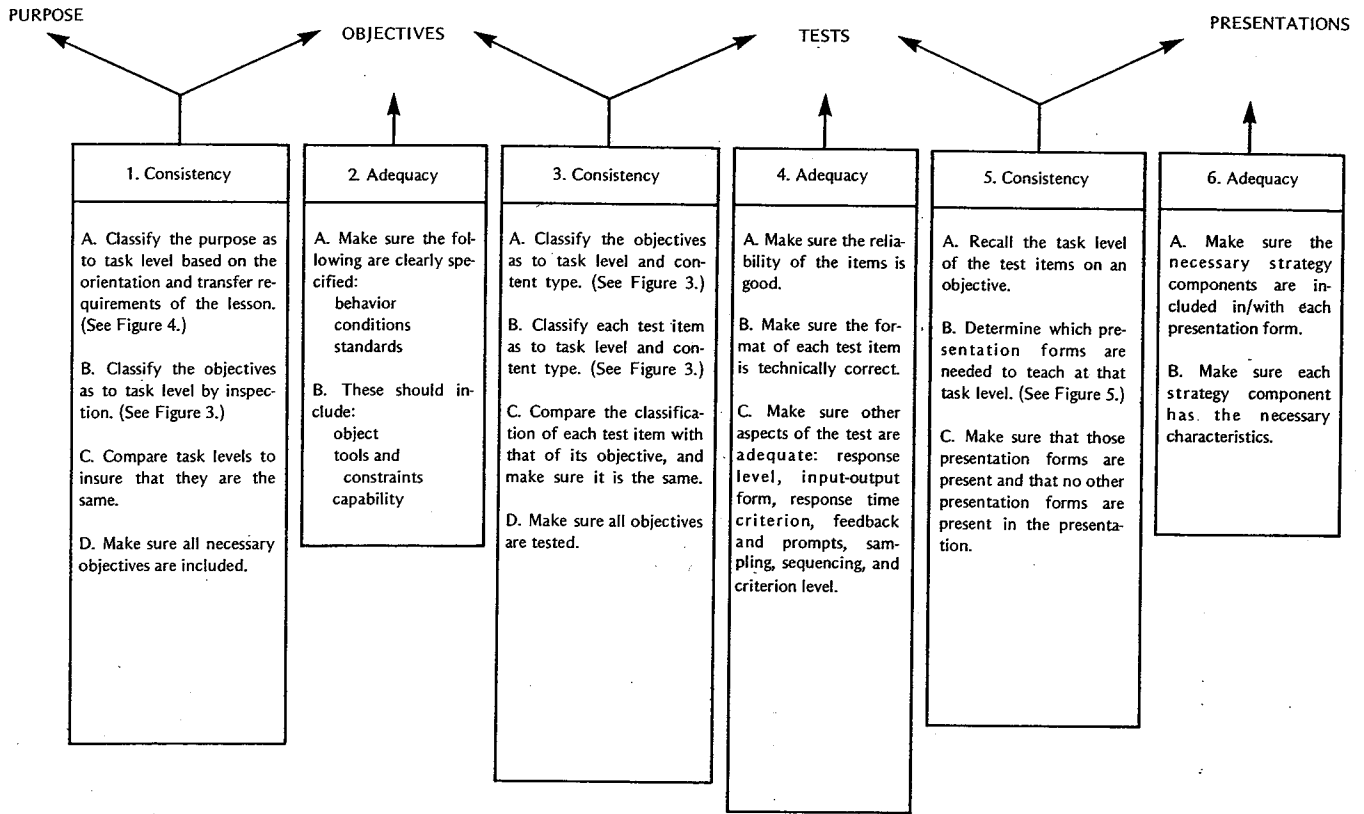 PURPOSE
OBJECTIVES
TESTS
PRESENTATIONS
1. Consistency
A. Classify the purpose as
to task level based on the
orientation and transfer re-
quirements of the lesson.
(See Figure 4.)
B. Classify the objectives
as to task level by inspec-
tion. (See Figure 3.)
C. Compare task levels to
insure that they are the
same.
D. Make sure all necessary
objectives are included.
2. Adequacy
A. Make sure the fol-
lowing are clearly spe-
cified:
behavior
conditions
standards
B. These should in-
clude:
object
tools and
constraints
capability
3. Consistency
A. Classify the objectives
as to task level and con-
tent type. (See Figure 3.)
B. Classify each test item
as to task level and con-
tent type. (See Figure 3.)
C. Compare the classifica-
tion of each test item with
that of its objective, and
make sure it is the same.
D. Make sure all objectives
are tested.
4. Adequacy
A. Make sure the relia-
bility of the items is
good.
B. Make sure the for-
mat of each test item
is technically correct.
C. Make sure other
aspects of the test are
adequate: response
level, input-output
form, response time
criterion, feedback
and prompts, sam-
pling, sequencing, and
criterion level.
5. Consistency
A. Recall the task level
of the test items on an
objective.
B. Determine which pre-
sentation forms are
needed to teach at that
task level. (See Figure 5.)
C. Make sure that those
presentation forms are
present and that no other
presentation forms are
present in the presenta-
tion.
6. Adequacy
A. Make sure the
necessary strategy
components are
included in/with each
presentation form.
B. Make sure each
strategy component
has the necessary
characteristics.